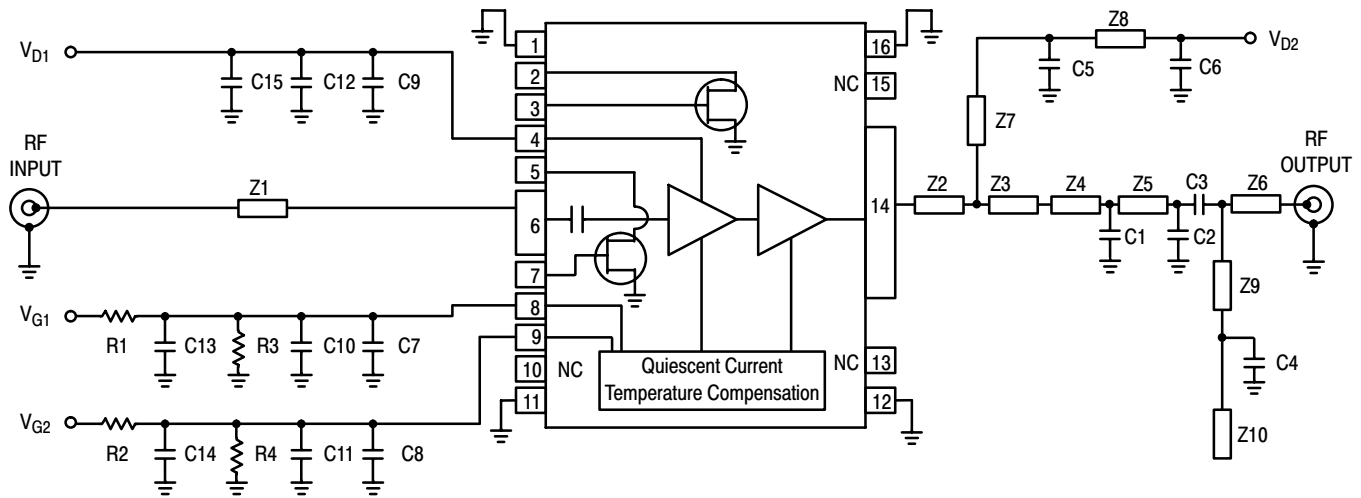 VD1
C15
C12
C9
RF
INPUT
Z1
VG1
R1
C13
R3
C10
C7
VG2
R2
C14
R4
C11
C8
1
2
3
4
5
6
7
8
9
10
NC
11
Quiescent Current
Temperature Compensation
16
NC
15
14
NC
13
12
Z8
VD2
C5
C6
Z7
RF
OUTPUT
Z2
Z3
Z4
Z5
C3
Z6
C1
C2
Z9
C4
Z10